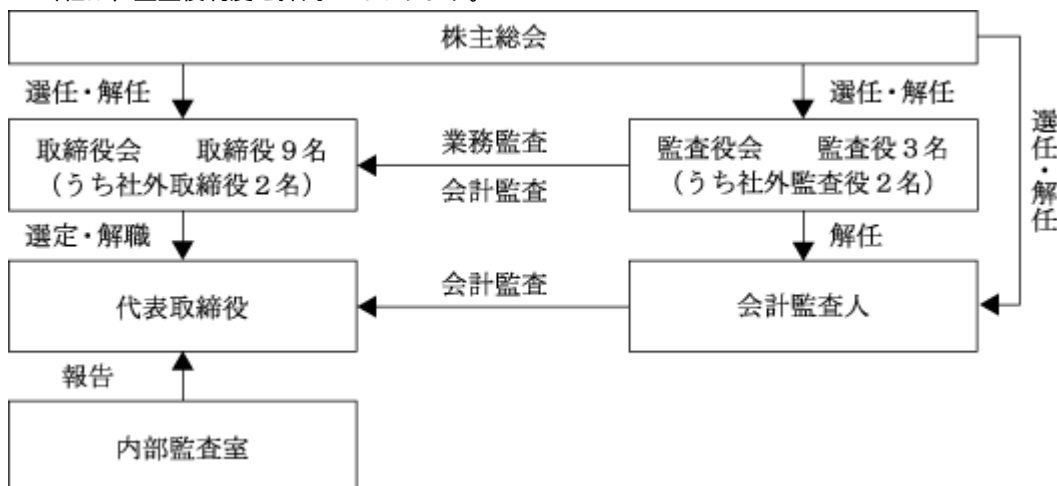 株主総会
選任・解任
選任・解任
選任・解任
取締役会　取締役９名
（うち社外取締役２名）
業務監査
会計監査
監査役会　監査役３名
（うち社外監査役２名）
選定・解職
解任
代表取締役
会計監査
会計監査人
報告
内部監査室